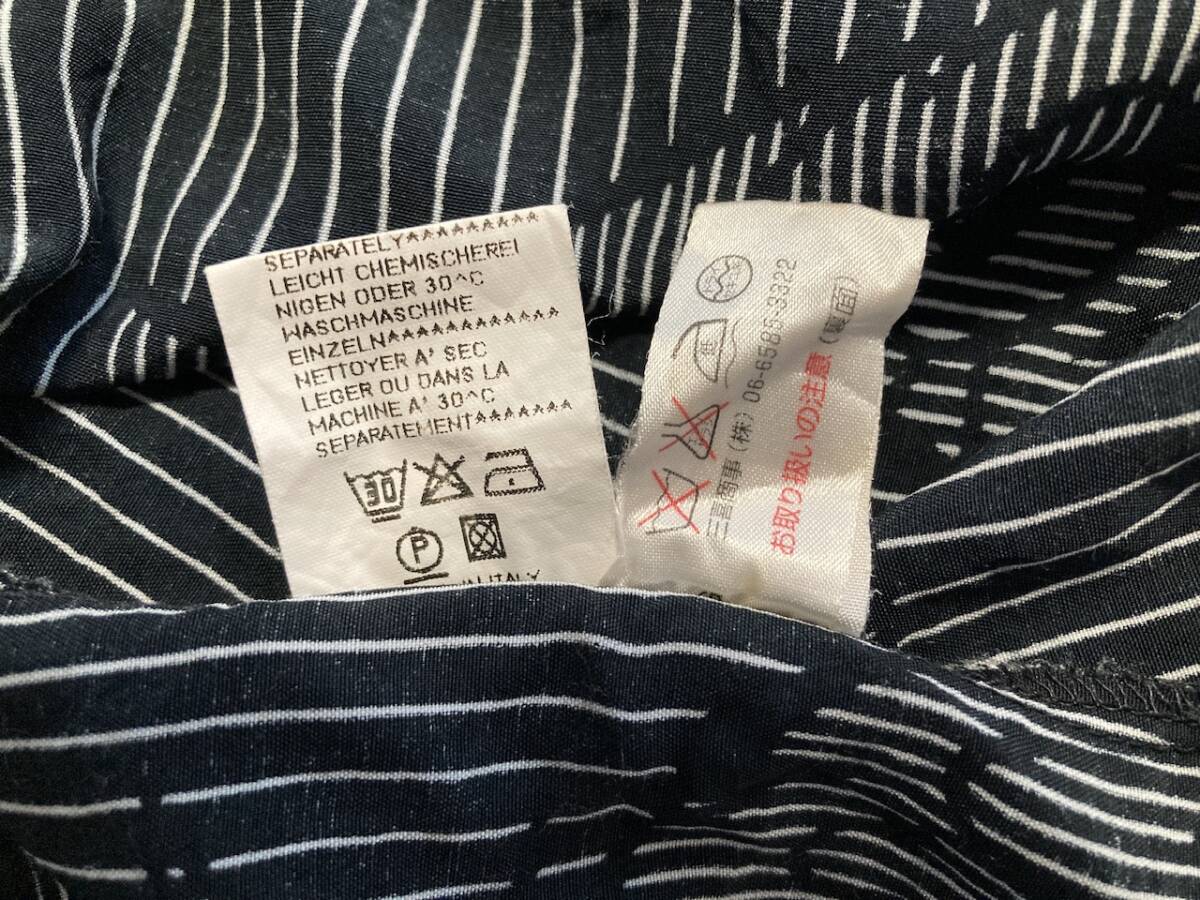 SEPARATELY**********
LEICHT CHEMISCHEREI
NIGEN ODER 30^C
WASCHMASCHINE
EINZELN*************
NETTOYER A' SEC
LEGER OU DANS LA
MACHINE A' 30^C
SEPARATEMENT*******
30
P
IN ITALY
お取り扱いの注意(裏面)
三喜商事(株) 06-6585-3322